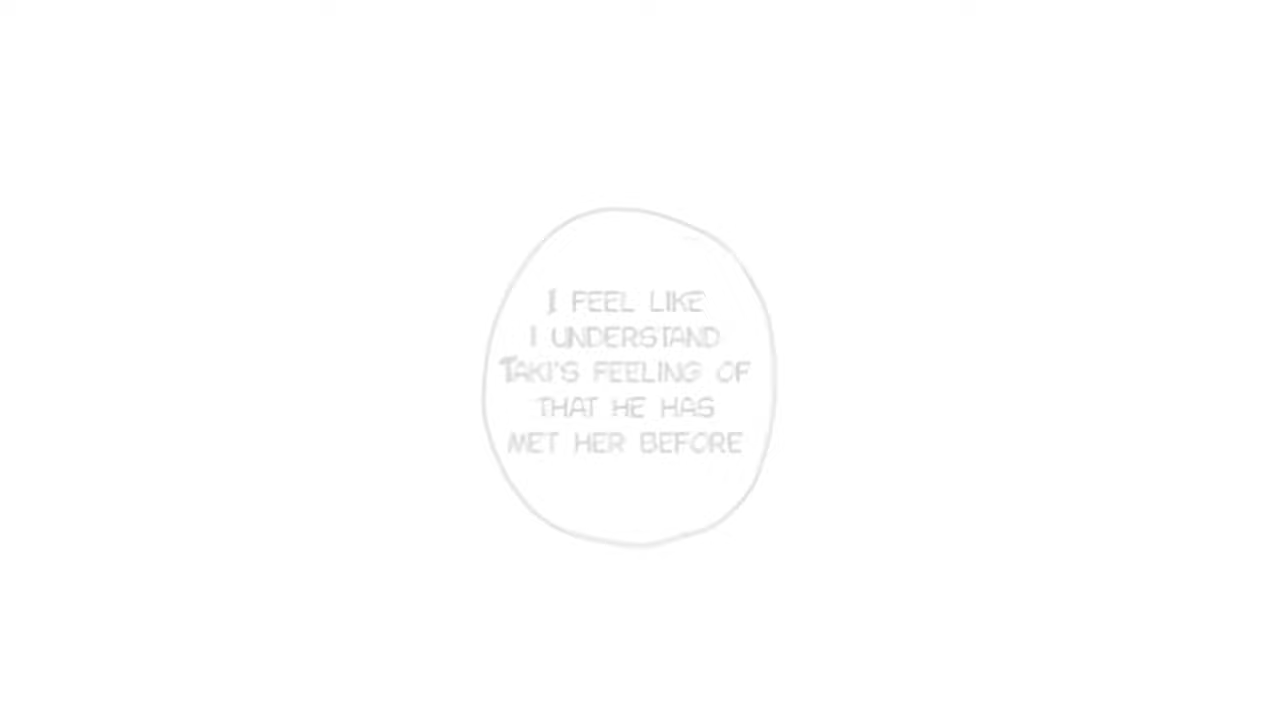 I FEEL LIKE
I UNDERSTAND
TAKI'S FEELING OF
THAT HE HAS
MET HER BEFORE